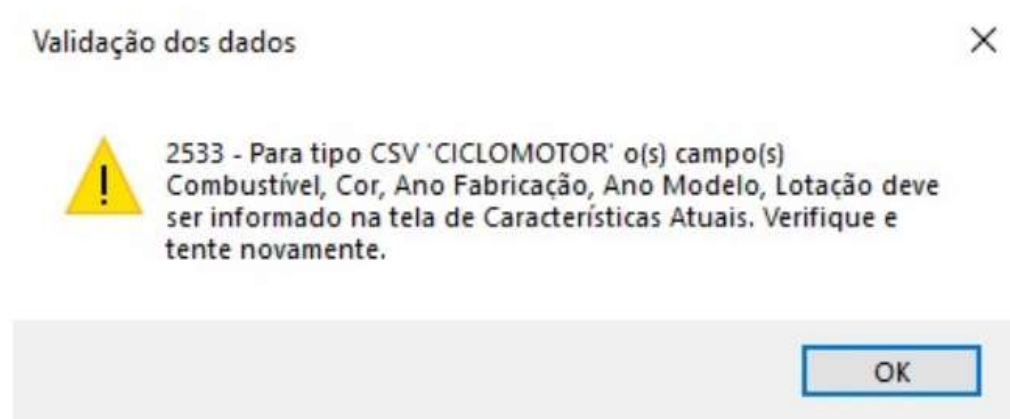 Validação dos dados
2533 - Para tipo CSV 'CICLOMOTOR' o(s) campo(s)
Combustível, Cor, Ano Fabricação, Ano Modelo, Lotação deve
ser informado na tela de Características Atuais. Verifique e
tente novamente.
OK